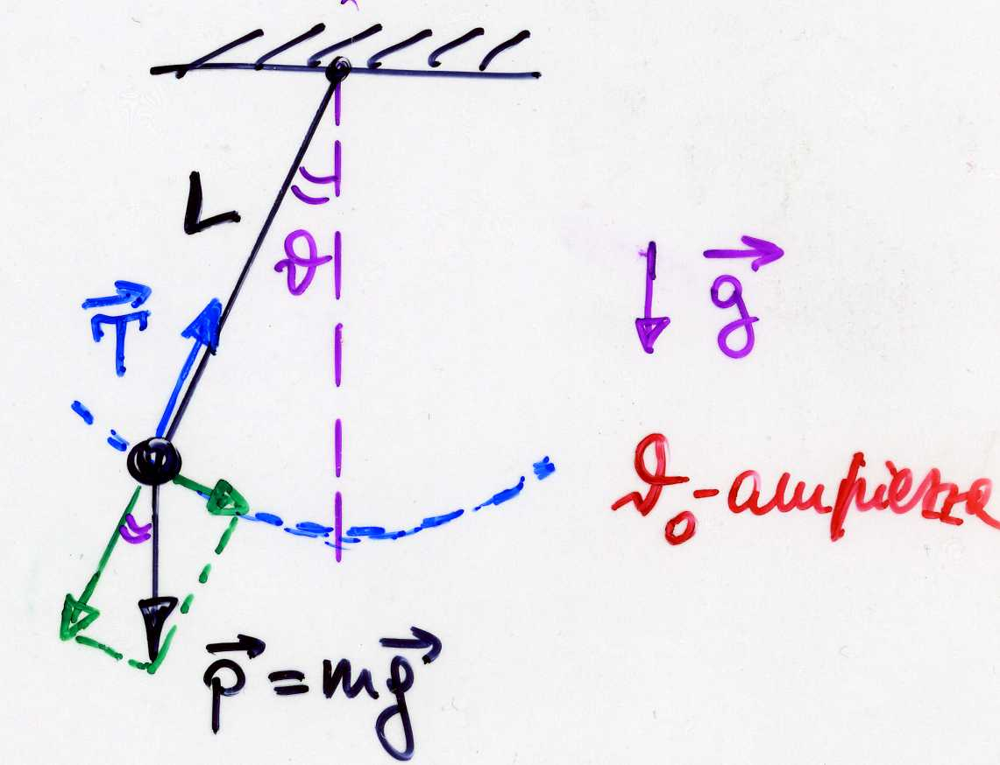 L
ϑ
T⃗
g⃗
ϑ₀-ampiezza
p⃗ = mg⃗